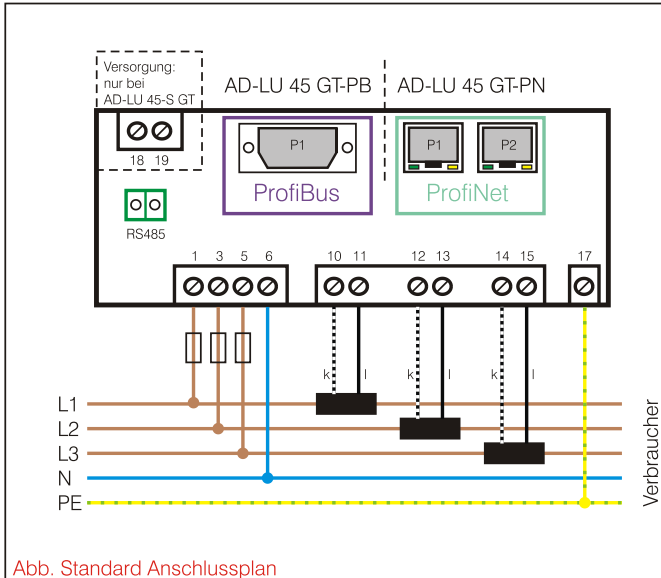 Versorgung:
nur bei
AD-LU 45-S GT
AD-LU 45 GT-PB
AD-LU 45 GT-PN
18 19
P1
P1
P2
ProfiBus
ProfiNet
RS485
1 3 5 6 10 11 12 13 14 15 17
k l k l k l
L1
L2
L3
N
PE
Verbraucher
Abb. Standard Anschlussplan